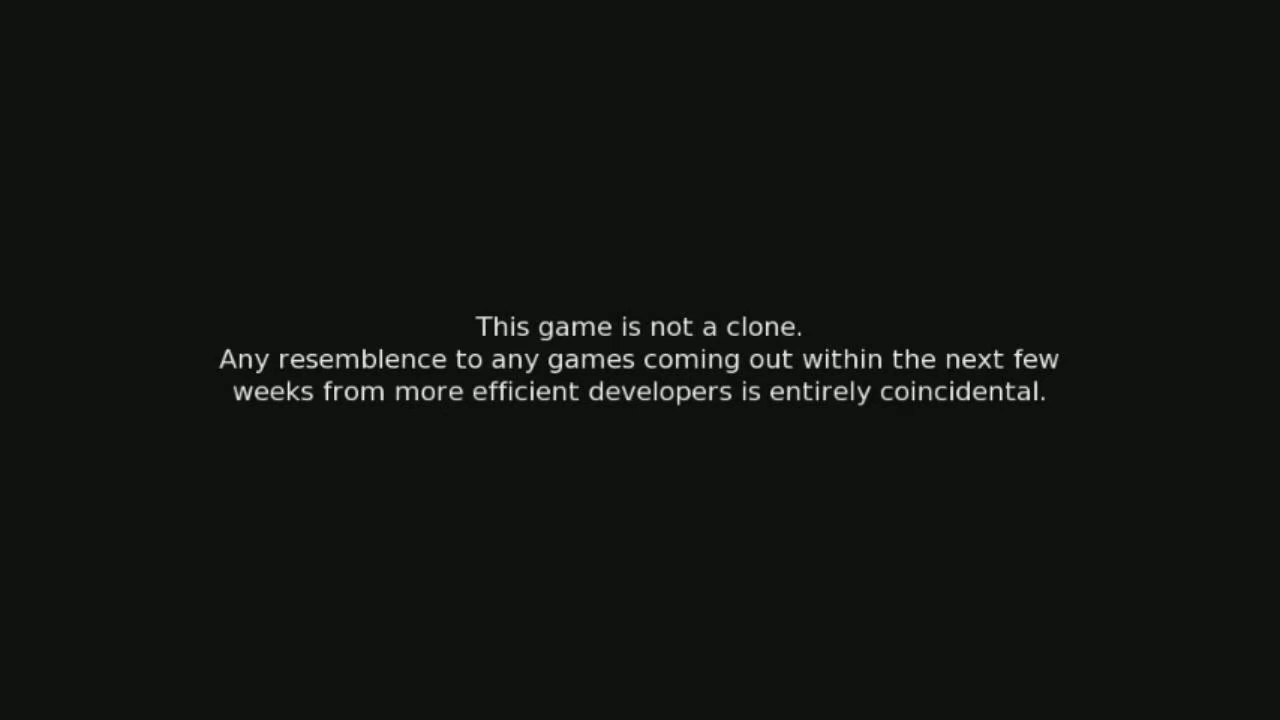 This game is not a clone.
Any resemblence to any games coming out within the next few
weeks from more efficient developers is entirely coincidental.